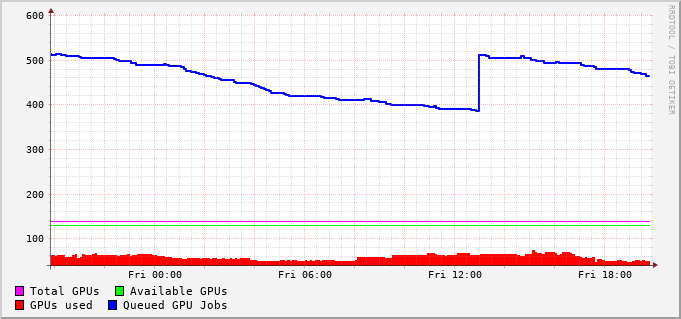 600
500
400
300
200
100
Fri 00:00 Fri 06:00 Fri 12:00 Fri 18:00
Total GPUs Available GPUs
GPUs used Queued GPU Jobs
RRDTOOL / TOBI OETIKER